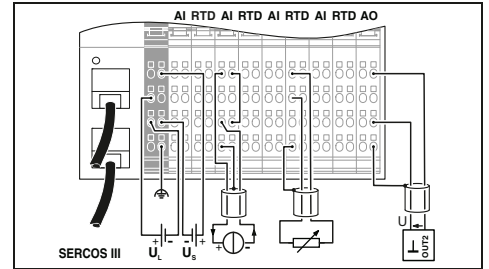 AI RTD AI RTD AI RTD AI RTD AO
+ - - +
UL US
+ -
U
OUT2
SERCOS III